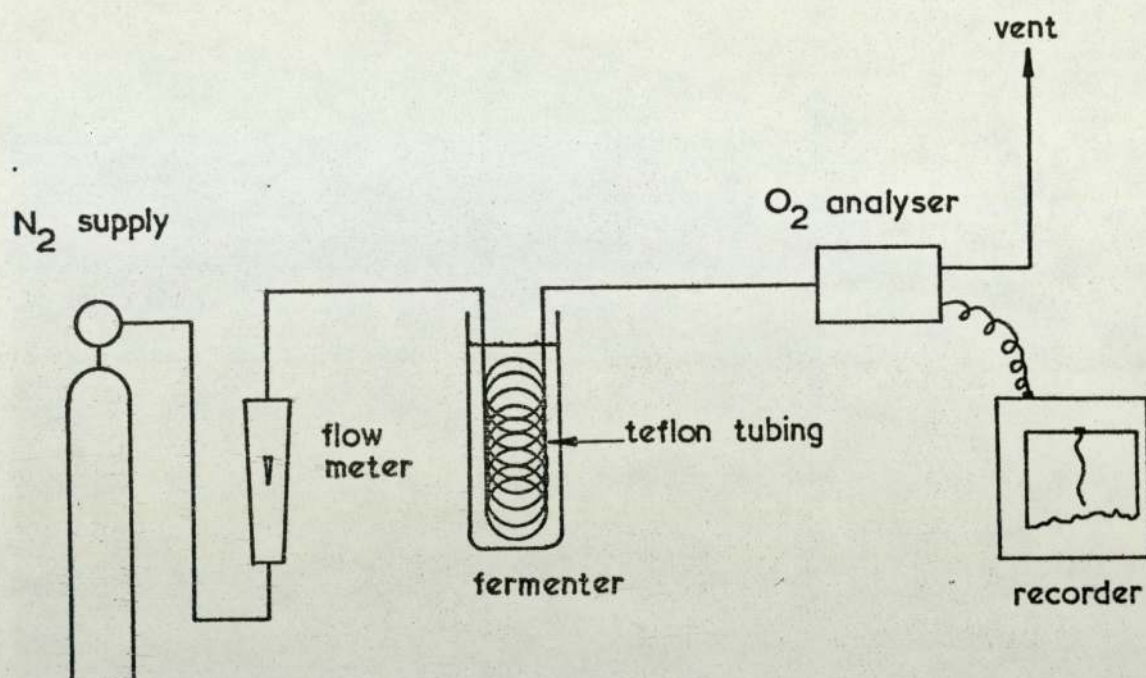 vent
O₂ analyser
N₂ supply
flow
meter
teflon tubing
fermenter
recorder